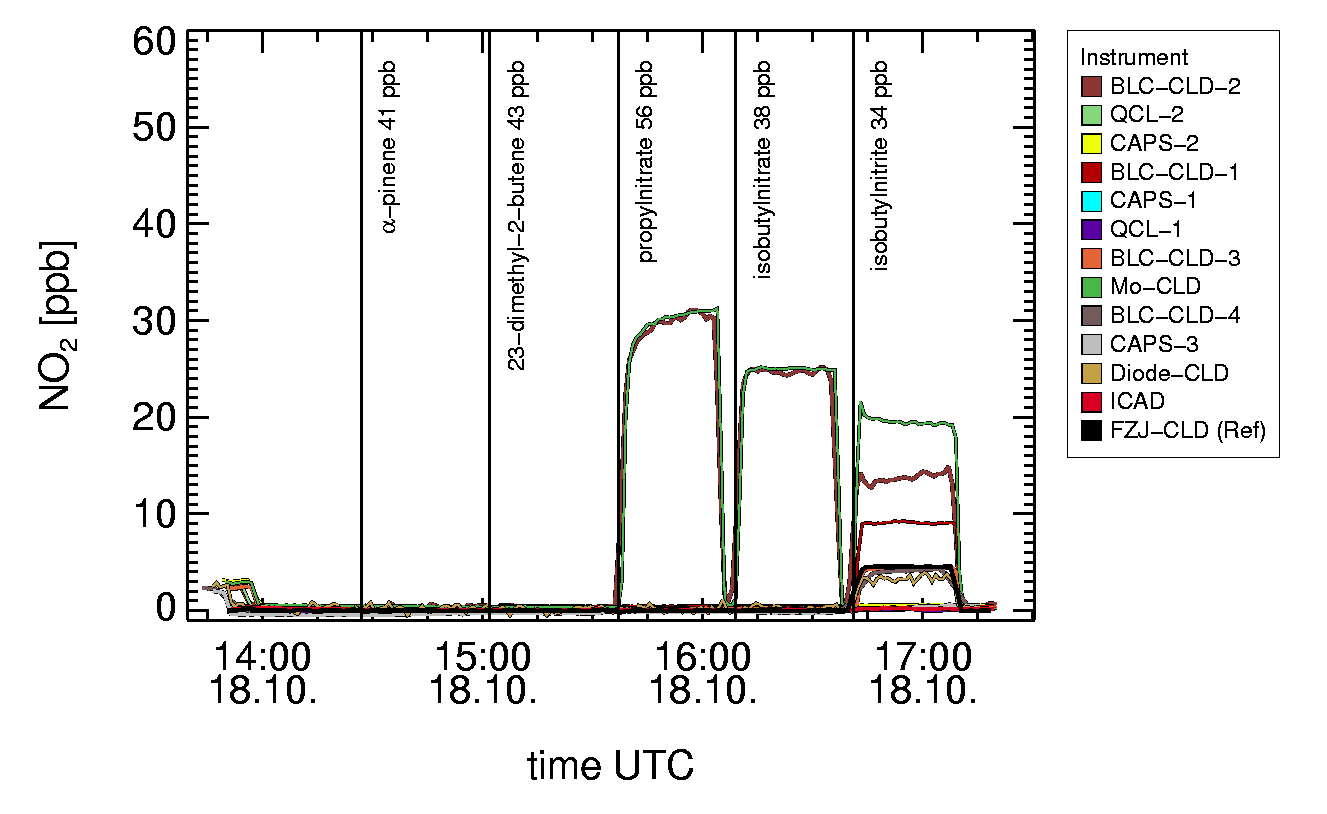 60
50
40
30
20
10
0
NO2 [ppb]
α−pinene 41 ppb
23−dimethyl−2−butene 43 ppb
propylnitrate 56 ppb
isobutylnitrate 38 ppb
isobutylnitrite 34 ppb
14:00 15:00 16:00 17:00
18.10. 18.10. 18.10. 18.10.
time UTC
Instrument
BLC−CLD−2
QCL−2
CAPS−2
BLC−CLD−1
CAPS−1
QCL−1
BLC−CLD−3
Mo−CLD
BLC−CLD−4
CAPS−3
Diode−CLD
ICAD
FZJ−CLD (Ref)